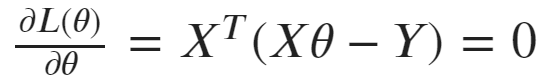 ∂L(θ)/∂θ = X^T(Xθ − Y) = 0